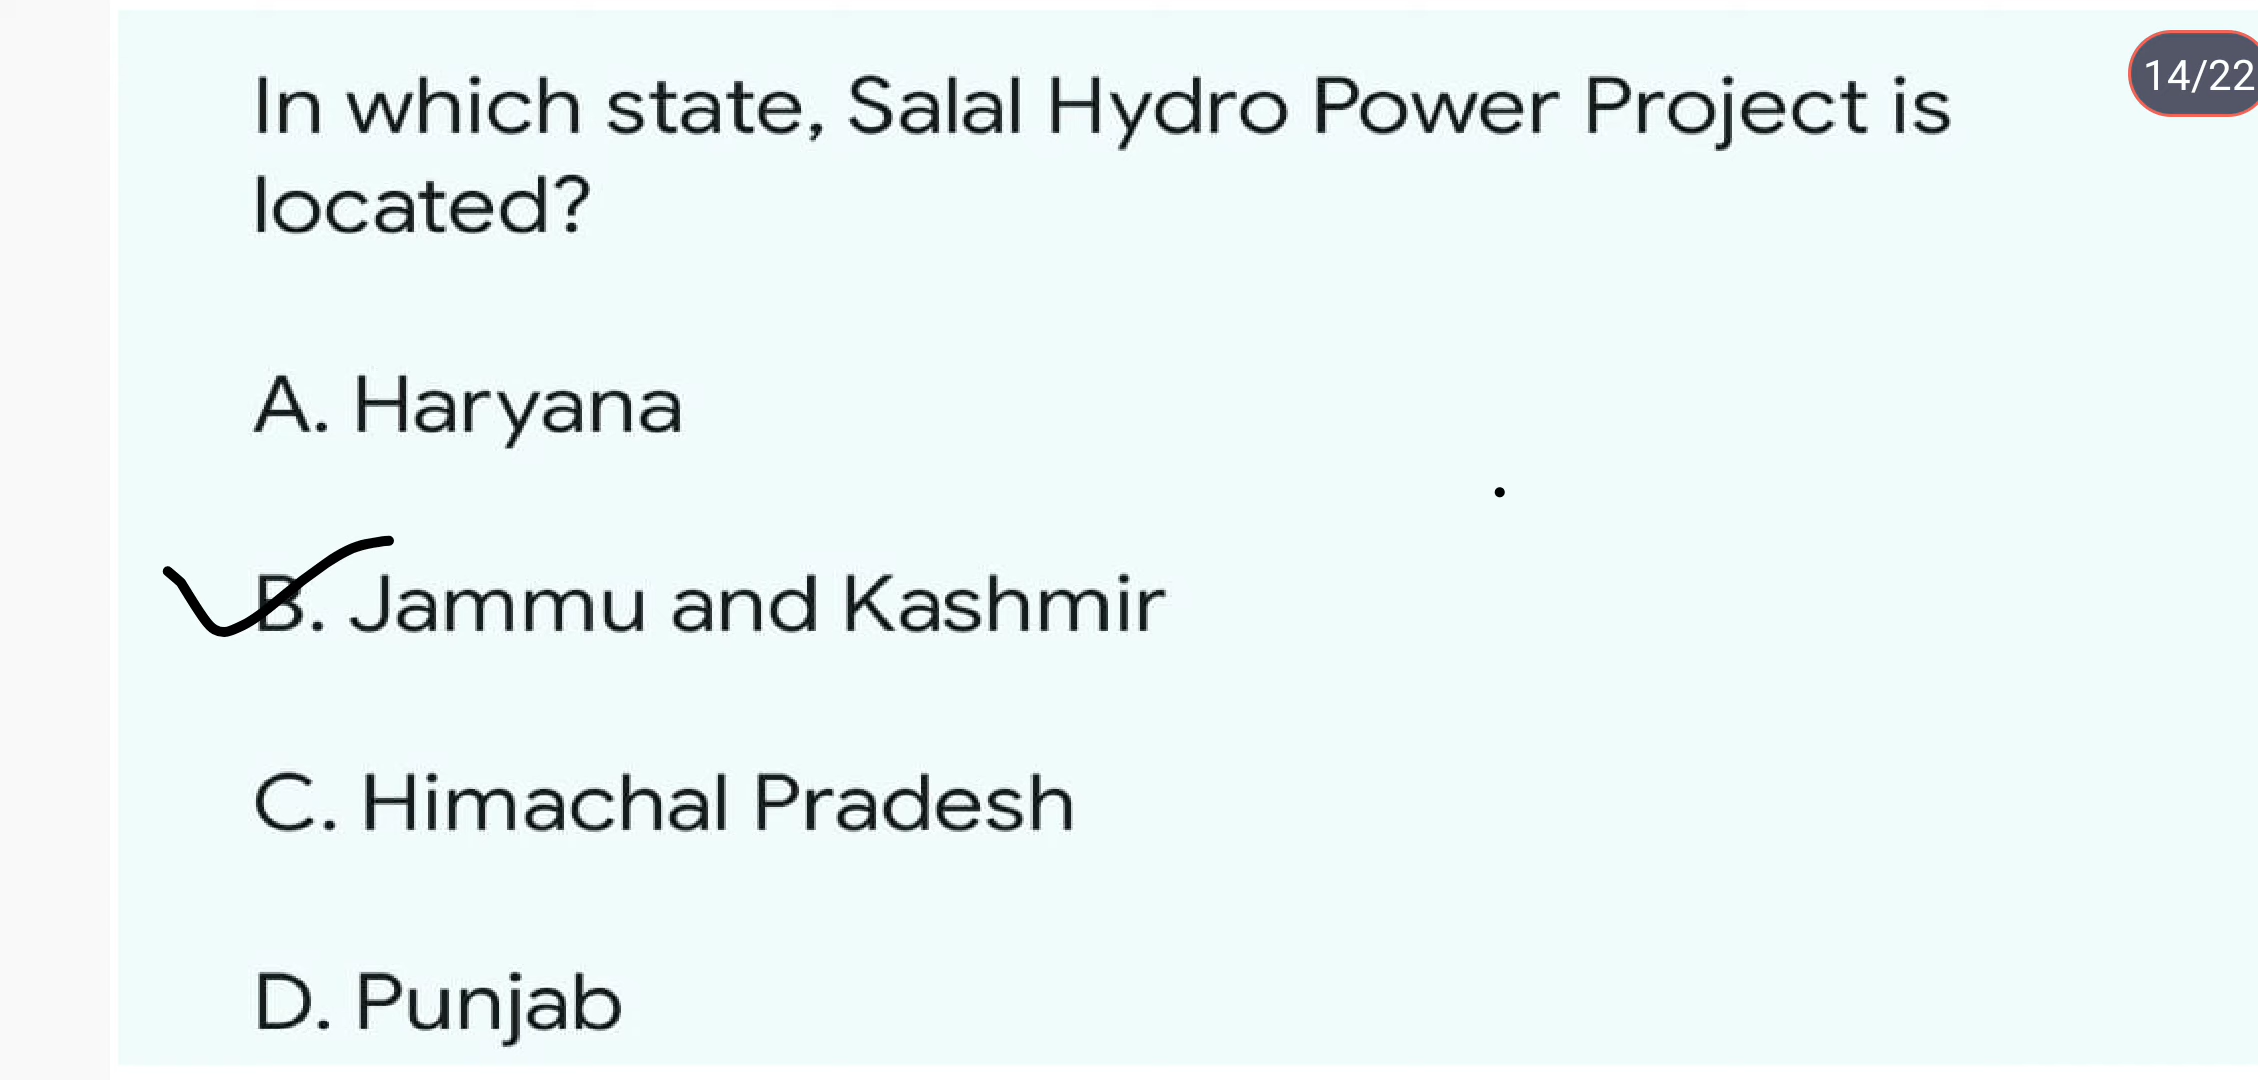 In which state, Salal Hydro Power Project is
located?
14/22
A. Haryana
B. Jammu and Kashmir
C. Himachal Pradesh
D. Punjab